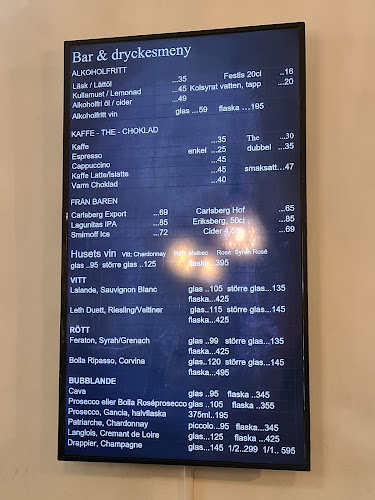 Bar & dryckesmeny
ALKOHOLFRITT
Läsk / Lättöl ...35 Festis 20cl ..16
Kullamust / Lemonad ...45 Kolsyrat vatten, tapp ...20
Alkoholfri öl / cider ...49
Alkoholfritt vin glas ...59 flaska ....195
KAFFE - THE - CHOKLAD
Kaffe ...35 The ...30
Espresso enkel ...25 dubbel ...35
Cappuccino ...45
Kaffe Latte/Islatte ...45 smaksatt...47
Varm Choklad ...40
FRÅN BAREN
Carlsberg Export ...69 Carlsberg Hof ...65
Lagunitas IPA ...85 Eriksberg, 50cl ...85
Smirnoff Ice ...72 Cider 4,5% ...69
Husets vin Vitt: Chardonnay Rött: Malbec Rosé: Syrah Rosé
glas ..95 större glas ..125 flaska...395
VITT
Lalande, Sauvignon Blanc glas ..105 större glas...135
flaska...425
Leth Duett, Riesling/Veltiner glas ..115 större glas...145
flaska...425
RÖTT
Feraton, Syrah/Grenach glas ..99 större glas...135
flaska...425
Bolla Ripasso, Corvina glas..120 större glas...145
flaska...495
BUBBLANDE
Cava glas ..95 flaska ...345
Prosecco eller Bolla Roséprosecco glas ..105 flaska ...355
Prosecco, Gancia, halvflaska 375ml..195
Patriarche, Chardonnay piccolo...95 flaska...345
Langlois, Cremant de Loire glas...125 flaska ...425
Drappier, Champagne glas...145 1/2..299 1/1.. 595